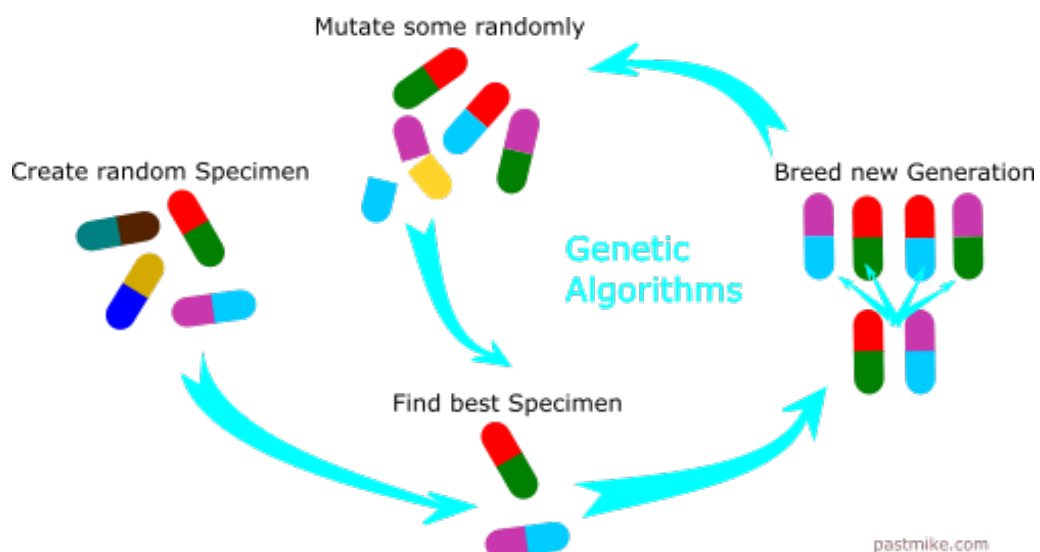 Mutate some randomly
Create random Specimen
Breed new Generation
Genetic
Algorithms
Find best Specimen
pastmike.com